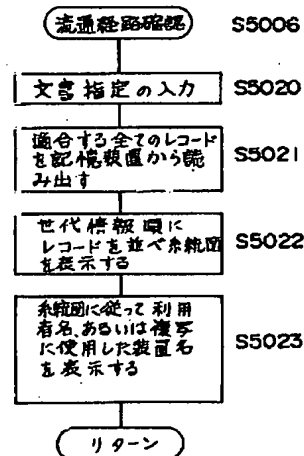 流通経路確認 S5006
文書指定の入力 S5020
適合する全てのレコード S5021
を記憶装置から読
み出す
世代情報順に S5022
レコードを並べ系統図
を表示する
系統図に従って利用
者名、あるいは複写 S5023
に使用した装置名
を表示する
リターン